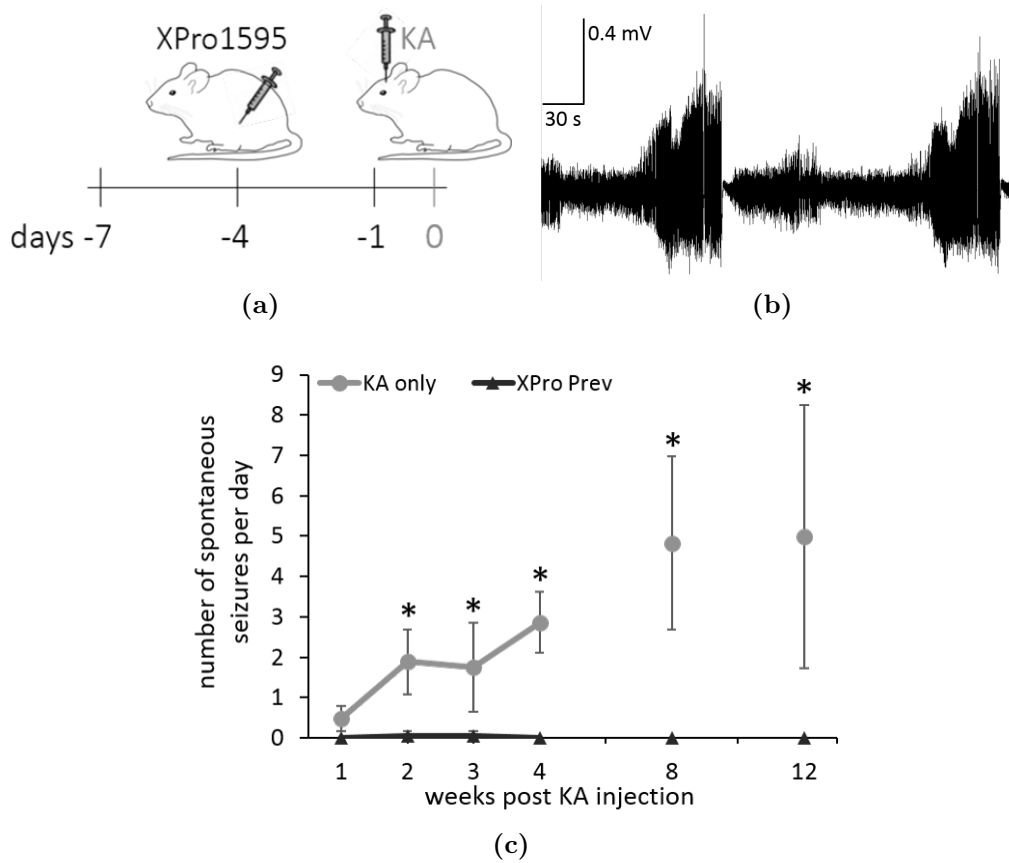 XPro1595
KA
days -7
-4
-1
0
(a)
0.4 mV
30 s
(b)
number of spontaneous
seizures per day
9
8
7
6
5
4
3
2
1
0
KA only
XPro Prev
*
*
*
*
*
1
2
3
4
8
12
weeks post KA injection
(c)